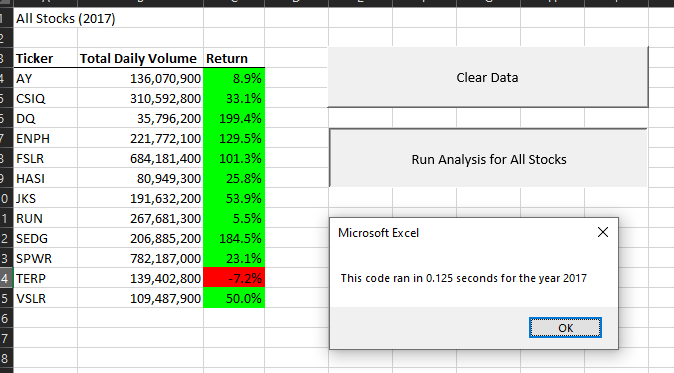 All Stocks (2017)
Ticker Total Daily Volume Return
AY 136,070,900 8.9%
CSIQ 310,592,800 33.1%
DQ 35,796,200 199.4%
ENPH 221,772,100 129.5%
FSLR 684,181,400 101.3%
HASI 80,949,300 25.8%
JKS 191,632,200 53.9%
RUN 267,681,300 5.5%
SEDG 206,885,200 184.5%
SPWR 782,187,000 23.1%
TERP 139,402,800 -7.2%
VSLR 109,487,900 50.0%
Clear Data
Run Analysis for All Stocks
Microsoft Excel
This code ran in 0.125 seconds for the year 2017
OK